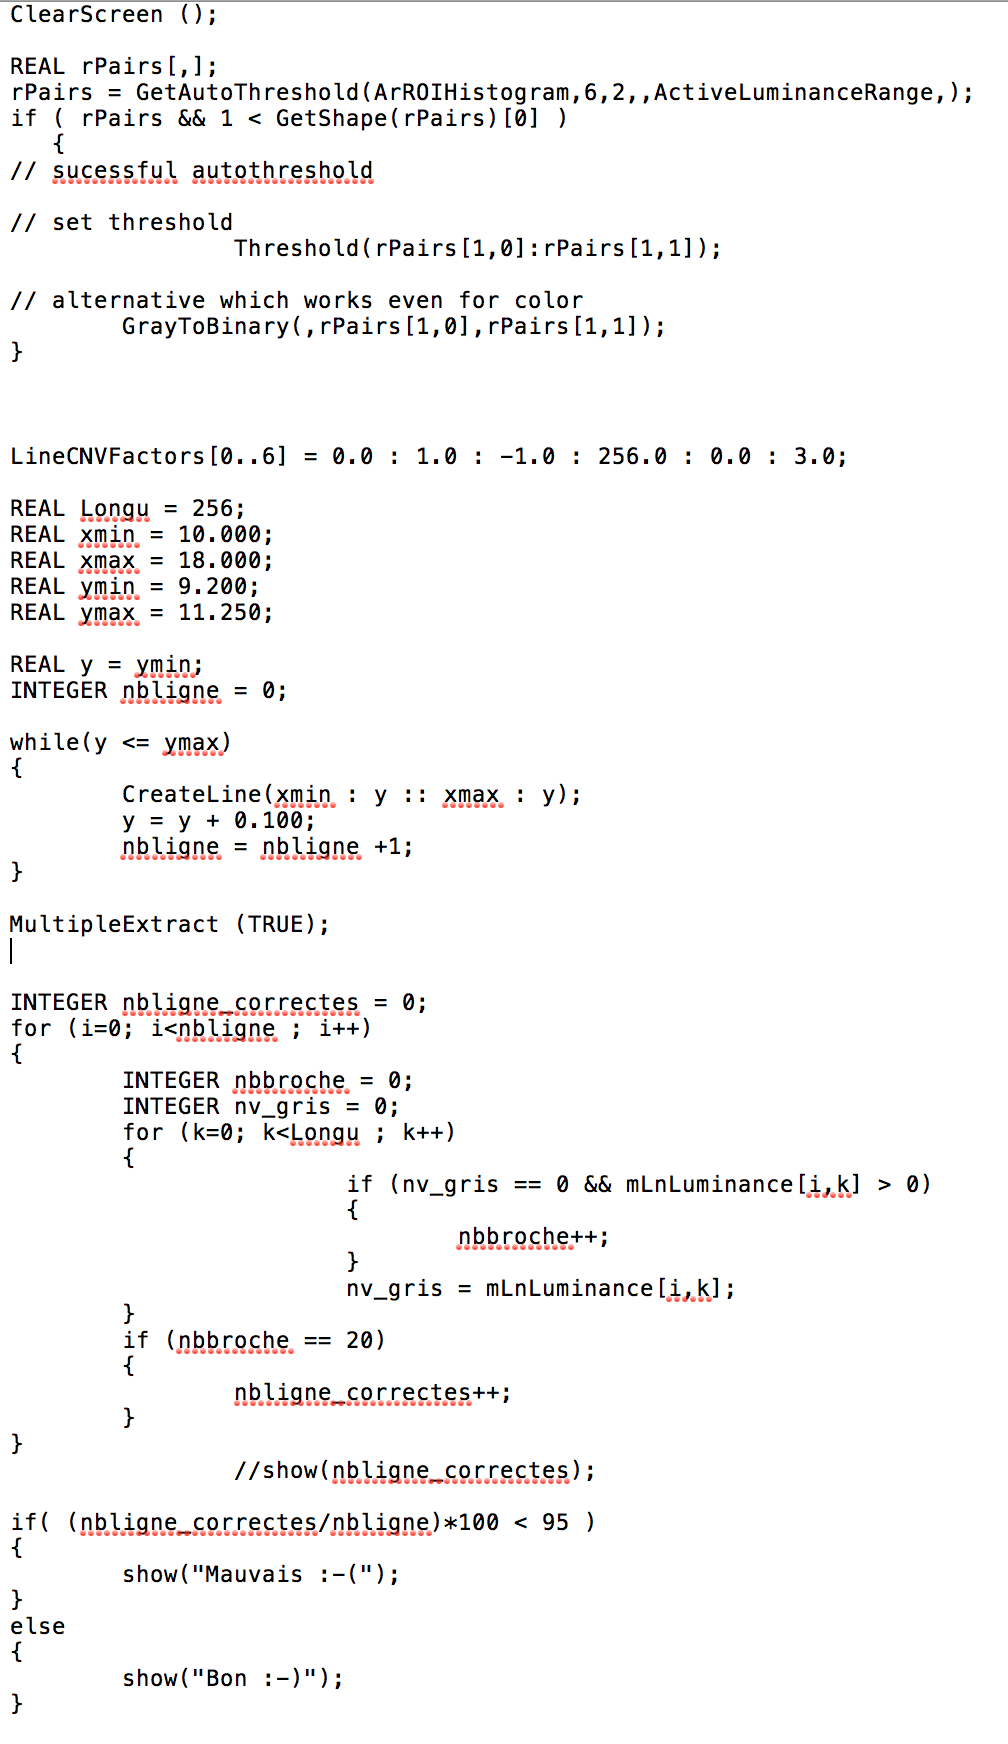 ClearScreen ();
REAL rPairs[,];
rPairs = GetAutoThreshold(ArROIHistogram,6,2,,ActiveLuminanceRange,);
if ( rPairs && 1 < GetShape(rPairs)[0] )
{
// sucessful autothreshold
// set threshold
Threshold(rPairs[1,0]:rPairs[1,1]);
// alternative which works even for color
GrayToBinary(,rPairs[1,0],rPairs[1,1]);
}
LineCNVFactors[0..6] = 0.0 : 1.0 : -1.0 : 256.0 : 0.0 : 3.0;
REAL Longu = 256;
REAL xmin = 10.000;
REAL xmax = 18.000;
REAL ymin = 9.200;
REAL ymax = 11.250;
REAL y = ymin;
INTEGER nbligne = 0;
while(y <= ymax)
{
CreateLine(xmin : y :: xmax : y);
y = y + 0.100;
nbligne = nbligne +1;
}
MultipleExtract (TRUE);
INTEGER nbligne_correctes = 0;
for (i=0; i<nbligne ; i++)
{
INTEGER nbbroche = 0;
INTEGER nv_gris = 0;
for (k=0; k<Longu ; k++)
{
if (nv_gris == 0 && mLnLuminance[i,k] > 0)
{
nbbroche++;
}
nv_gris = mLnLuminance[i,k];
}
if (nbbroche == 20)
{
nbligne_correctes++;
}
}
//show(nbligne_correctes);
if( (nbligne_correctes/nbligne)*100 < 95 )
{
show("Mauvais :-(");
}
else
{
show("Bon :-)");
}